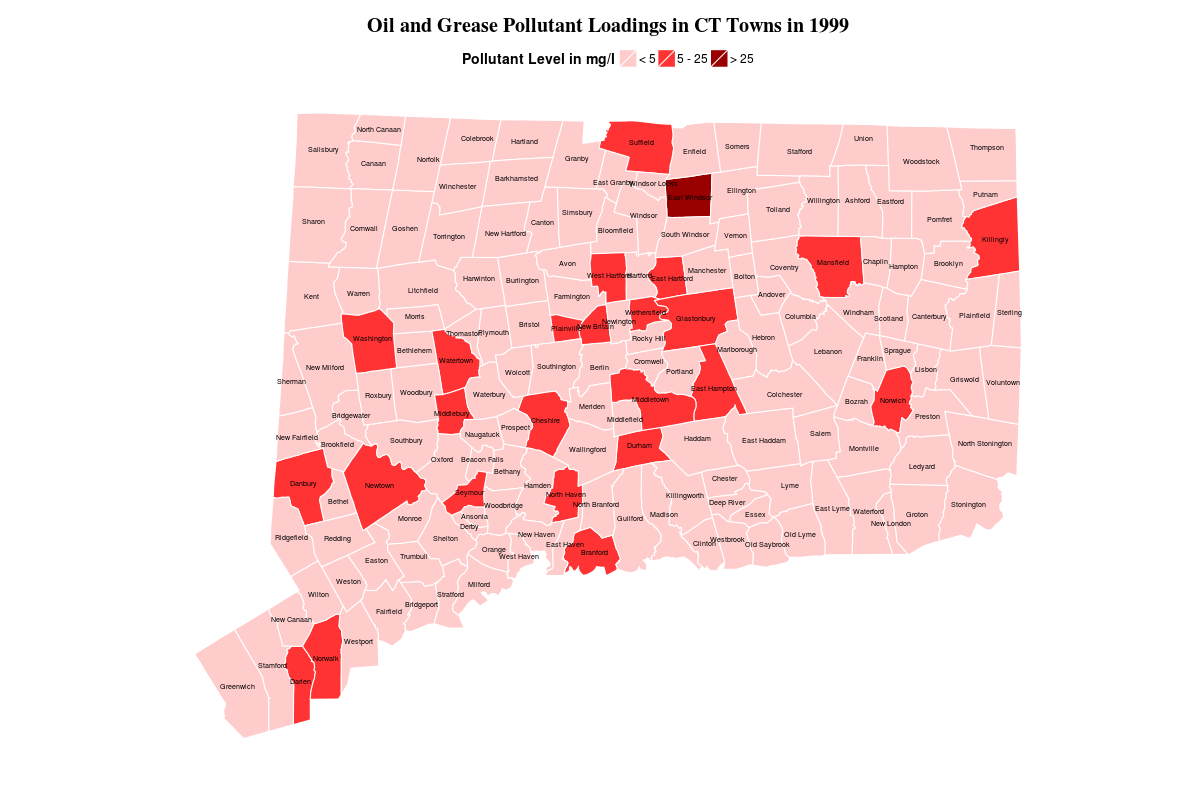 Oil and Grease Pollutant Loadings in CT Towns in 1999
Pollutant Level in mg/l < 5 5 - 25 > 25
North Canaan
Colebrook
Hartland
Salisbury
Canaan
Norfolk
Granby
Suffield
Enfield
Somers
Stafford
Union
Woodstock
Thompson
Winchester
Barkhamsted
East Granby
Windsor Locks
East Windsor
Ellington
Tolland
Willington
Ashford
Eastford
Putnam
Sharon
Cornwall
Goshen
Torrington
New Hartford
Canton
Simsbury
Bloomfield
Windsor
South Windsor
Vernon
Pomfret
Killingly
Kent
Warren
Litchfield
Harwinton
Burlington
Avon
Farmington
West Hartford
Hartford
East Hartford
Manchester
Bolton
Coventry
Mansfield
Chaplin
Hampton
Brooklyn
Andover
Columbia
Windham
Scotland
Canterbury
Plainfield
Sterling
Morris
Washington
Bethlehem
Thomaston
Plymouth
Bristol
Plainville
New Britain
Newington
Wethersfield
Rocky Hill
Glastonbury
Marlborough
Hebron
Lebanon
Franklin
Sprague
Lisbon
Griswold
Voluntown
New Milford
Sherman
Roxbury
Woodbury
Watertown
Waterbury
Wolcott
Southington
Berlin
Cromwell
Portland
East Hampton
Colchester
Bozrah
Norwich
Preston
Bridgewater
Middlebury
Naugatuck
Prospect
Cheshire
Meriden
Middletown
Middlefield
New Fairfield
Brookfield
Southbury
Oxford
Beacon Falls
Bethany
Wallingford
Durham
Haddam
East Haddam
Salem
Montville
Ledyard
North Stonington
Danbury
Bethel
Newtown
Monroe
Seymour
Woodbridge
Hamden
North Haven
North Branford
Guilford
Madison
Killingworth
Chester
Deep River
Essex
Lyme
East Lyme
Waterford
New London
Groton
Stonington
Ansonia
Derby
Ridgefield
Redding
Easton
Trumbull
Shelton
Orange
New Haven
West Haven
East Haven
Branford
Clinton
Westbrook
Old Saybrook
Old Lyme
Wilton
Weston
Fairfield
Bridgeport
Stratford
Milford
New Canaan
Westport
Greenwich
Stamford
Darien
Norwalk